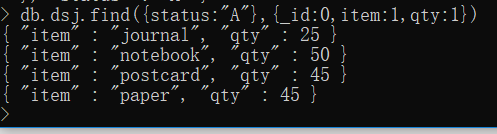 > db.dsj.find({status:"A"},{_id:0,item:1,qty:1})
{ "item" : "journal", "qty" : 25 }
{ "item" : "notebook", "qty" : 50 }
{ "item" : "postcard", "qty" : 45 }
{ "item" : "paper", "qty" : 45 }
>